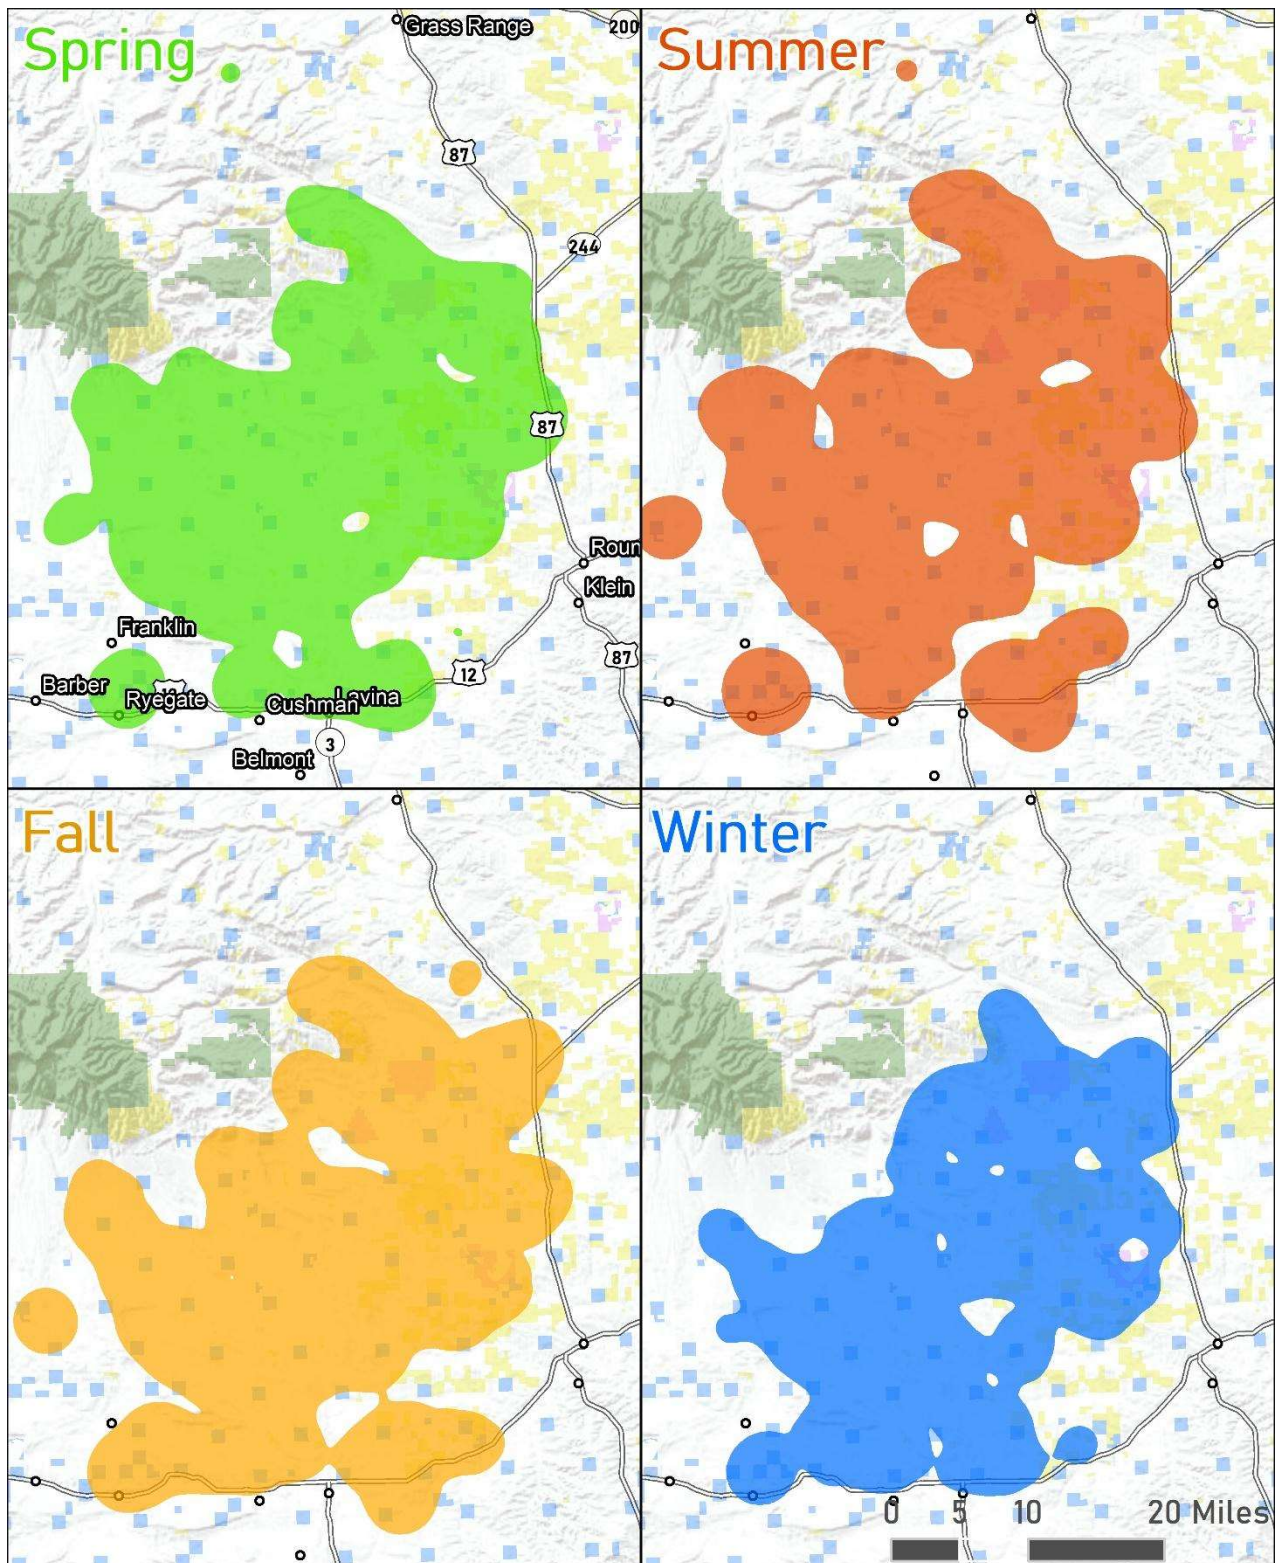 Spring
Grass Range
200
87
244
87
Roun
Klein
Franklin
87
12
Barber
Ryegate
Cushman
Lavina
3
Belmont
Summer
Fall
Winter
0 5 10 20 Miles